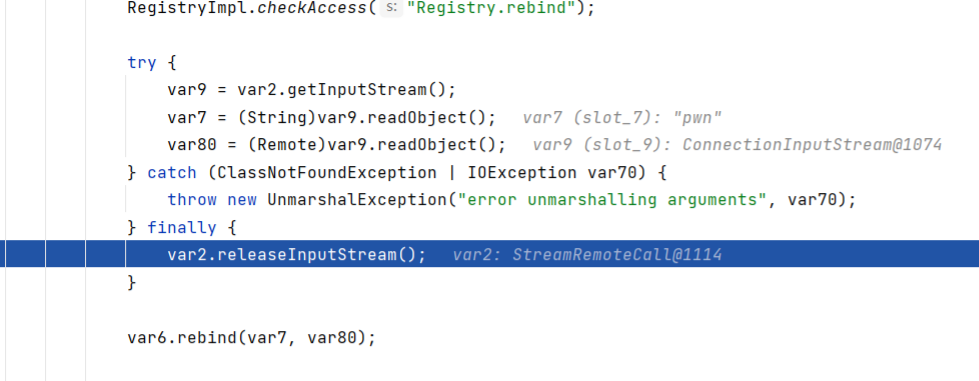 RegistryImpl.checkAccess( s: "Registry.rebind");
try {
var9 = var2.getInputStream();
var7 = (String)var9.readObject(); var7 (slot_7): "pwn"
var80 = (Remote)var9.readObject(); var9 (slot_9): ConnectionInputStream@1074
} catch (ClassNotFoundException | IOException var70) {
throw new UnmarshalException("error unmarshalling arguments", var70);
} finally {
var2.releaseInputStream(); var2: StreamRemoteCall@1114
}
var6.rebind(var7, var80);